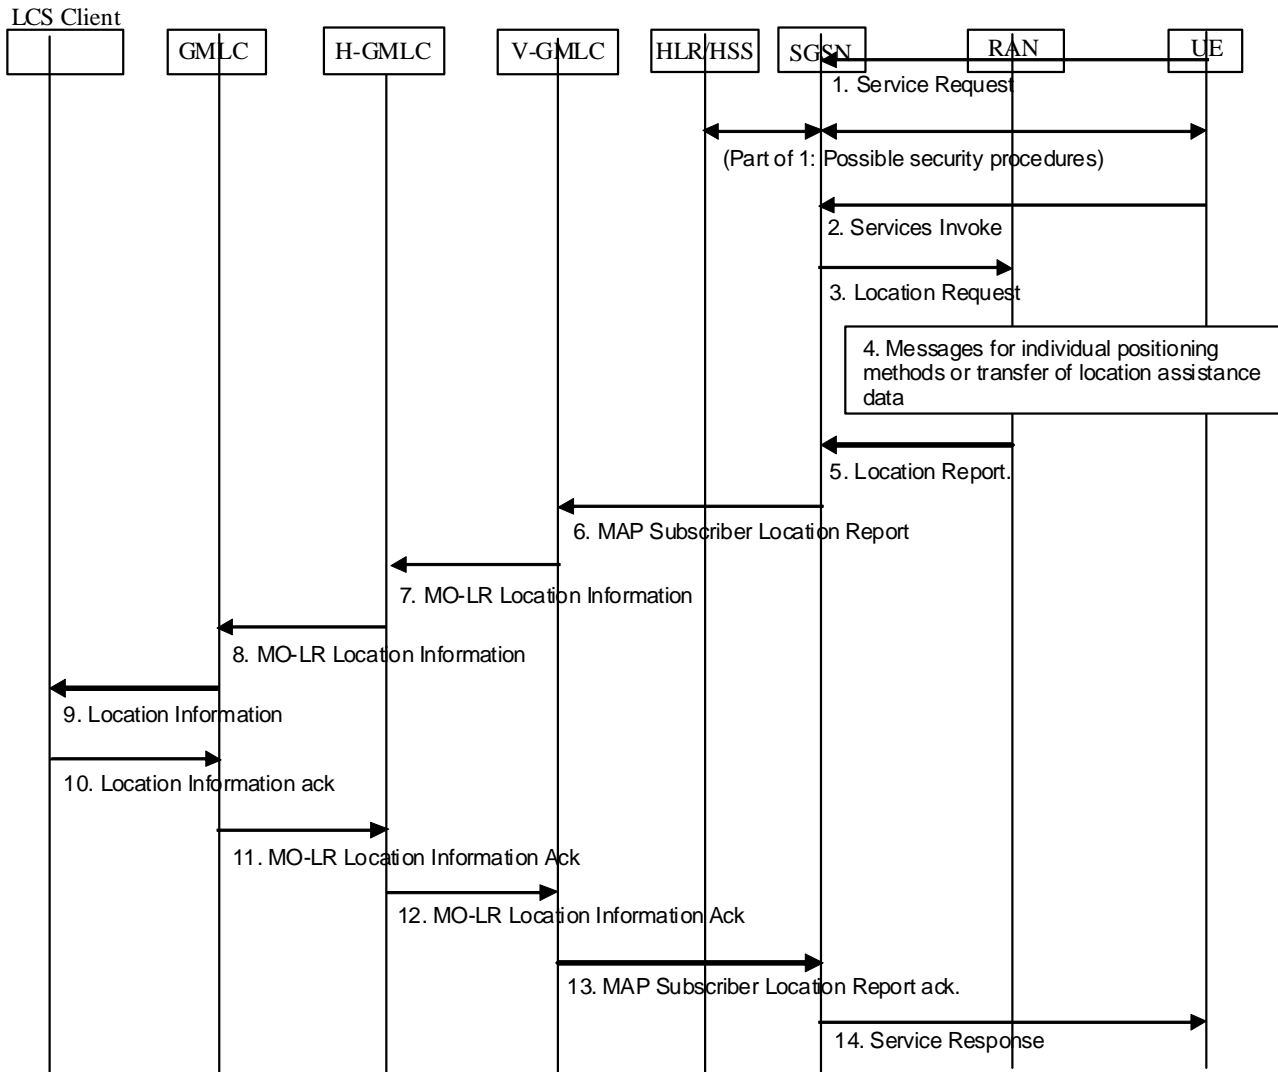 LCS Client
GMLC
H-GMLC
V-GMLC
HLR/HSS
SGSN
RAN
UE
1. Service Request
(Part of 1: Possible security procedures)
2. Services Invoke
3. Location Request
4. Messages for individual positioning
methods or transfer of location assistance
data
5. Location Report.
6. MAP Subscriber Location Report
7. MO-LR Location Information
8. MO-LR Location Information
9. Location Information
10. Location Information ack
11. MO-LR Location Information Ack
12. MO-LR Location Information Ack
13. MAP Subscriber Location Report ack.
14. Service Response